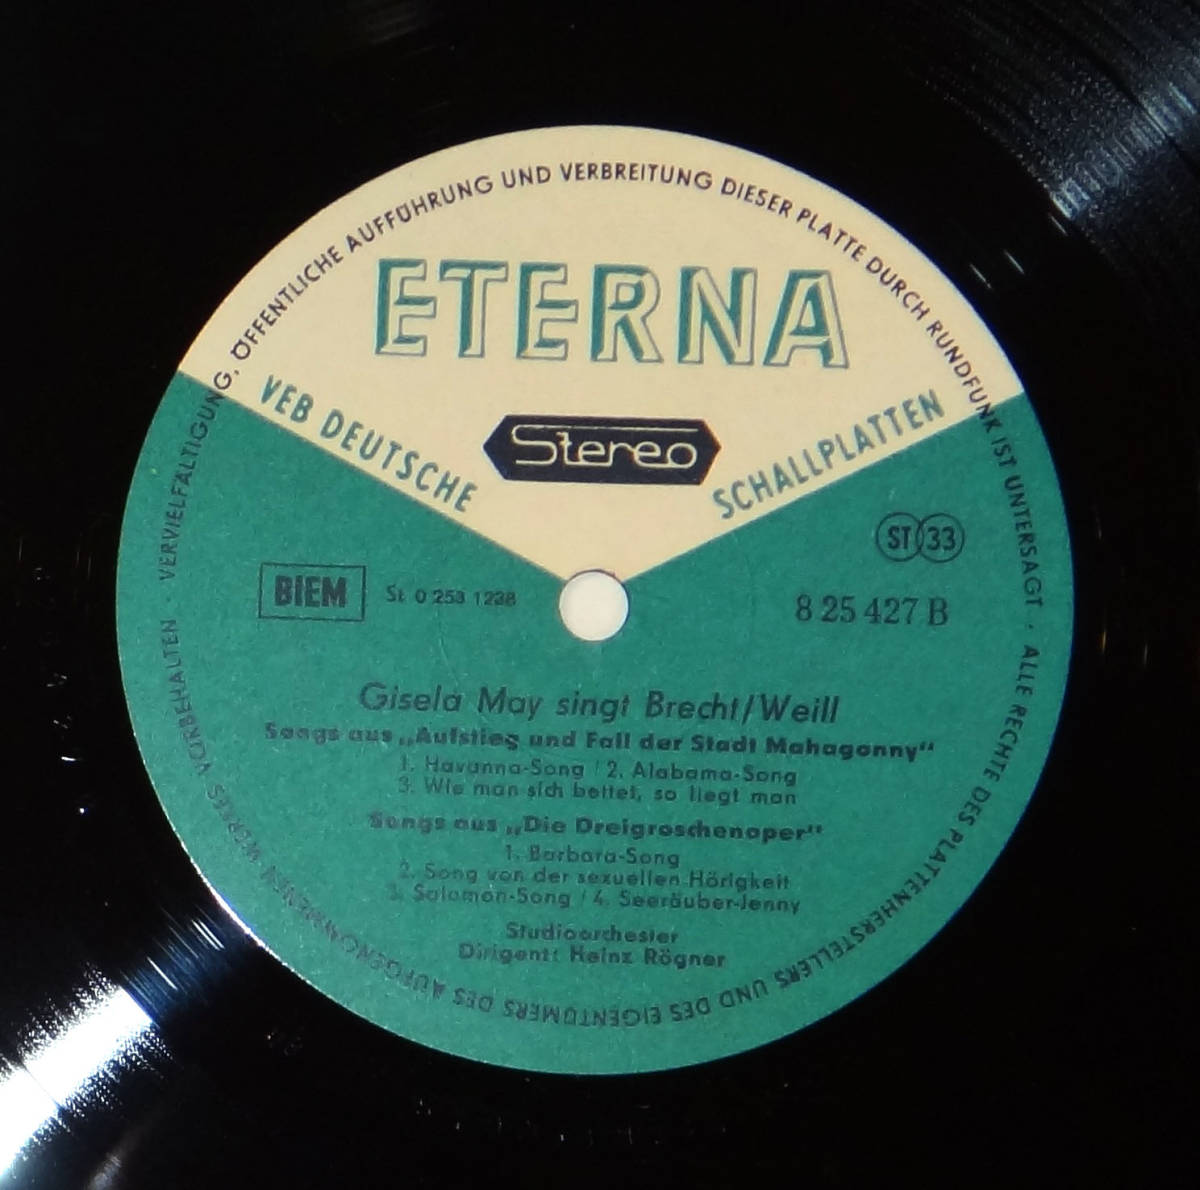 VERVIELFÄLTIGUNG, ÖFFENTLICHE AUFFÜHRUNG UND VERBREITUNG DIESER PLATTE DURCH RUNDFUNK IST UNTERSAGT · ALLE RECHTE DES PLATTENHERSTELLERS UND DES EIGENTÜMERS DES AUFGENOMMENEN WERKES VORBEHALTEN ·
ETERNA
VEB DEUTSCHE SCHALLPLATTEN
Stereo
ST 33
BIEM St 0 253 1238 8 25 427 B
Gisela May singt Brecht/Weill
Songs aus „Aufstieg und Fall der Stadt Mahagonny“
1. Havanna-Song / 2. Alabama-Song
3. Wie man sich bettet, so liegt man
Songs aus „Die Dreigroschenoper“
1. Barbara-Song
2. Song von der sexuellen Hörigkeit
3. Salomon-Song / 4. Seeräuber-Jenny
Studioorchester
Dirigent: Heinz Rögner